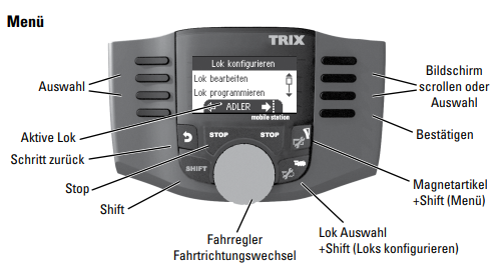 Menü
TRIX
Lok konfigurieren
Lok bearbeiten
Lok programmieren
ADLER
mobile station
STOP
STOP
SHIFT
Auswahl
Aktive Lok
Schritt zurück
Stop
Shift
Fahrregler
Fahrtrichtungswechsel
Bildschirm
scrollen oder
Auswahl
Bestätigen
Magnetartikel
+Shift (Menü)
Lok Auswahl
+Shift (Loks konfigurieren)